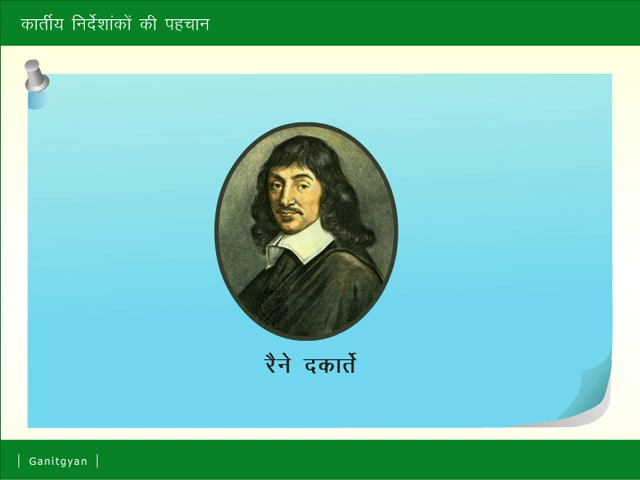 कार्तीय निर्देशांकों की पहचान
रैने दकार्ते
| Ganitgyan |